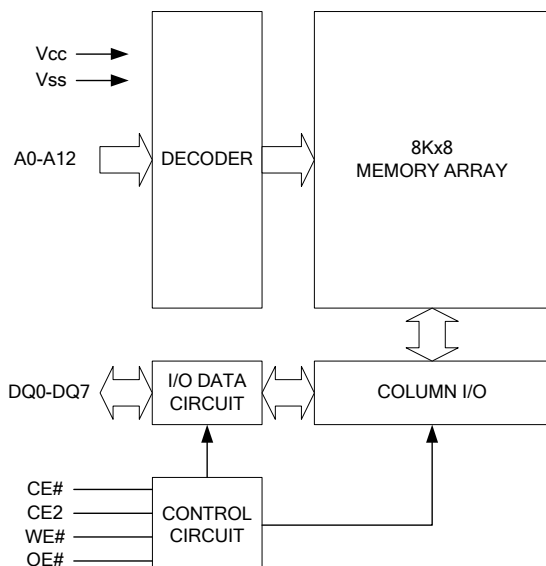 Vcc
Vss
A0-A12
DECODER
8Kx8
MEMORY ARRAY
DQ0-DQ7
I/O DATA
CIRCUIT
COLUMN I/O
CE#
CE2
WE#
OE#
CONTROL
CIRCUIT